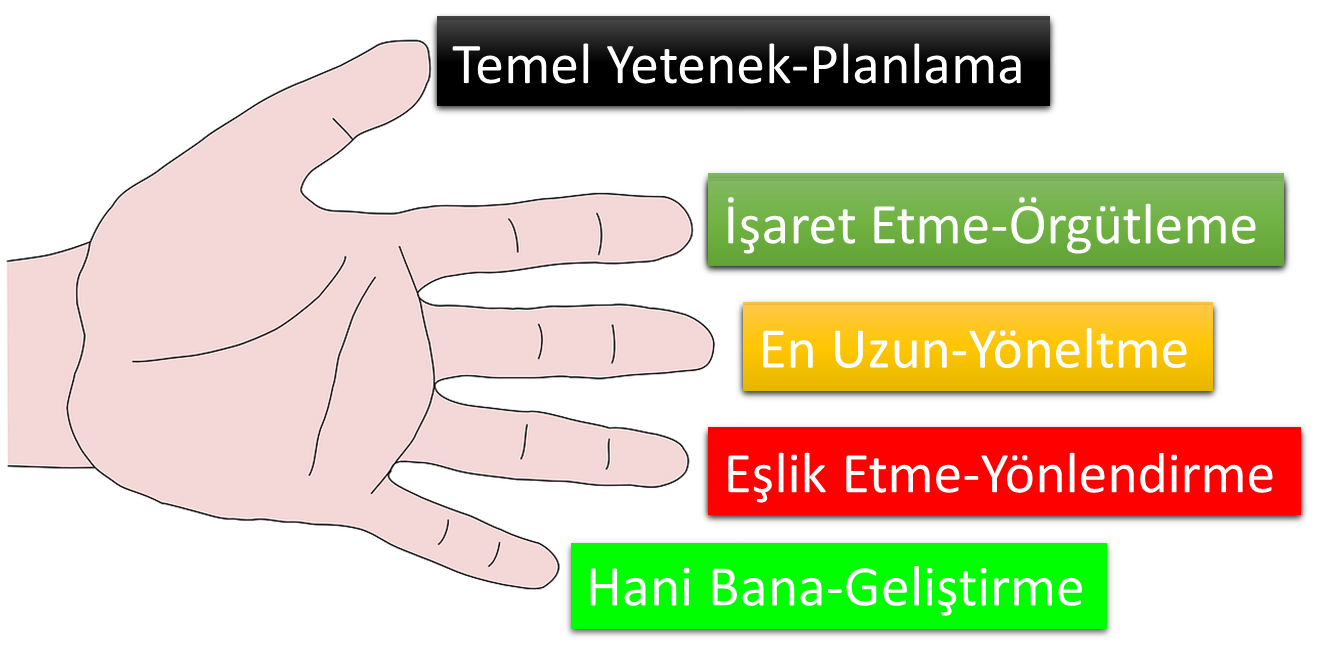 Temel Yetenek-Planlama
İşaret Etme-Örgütleme
En Uzun-Yöneltme
Eşlik Etme-Yönlendirme
Hani Bana-Geliştirme